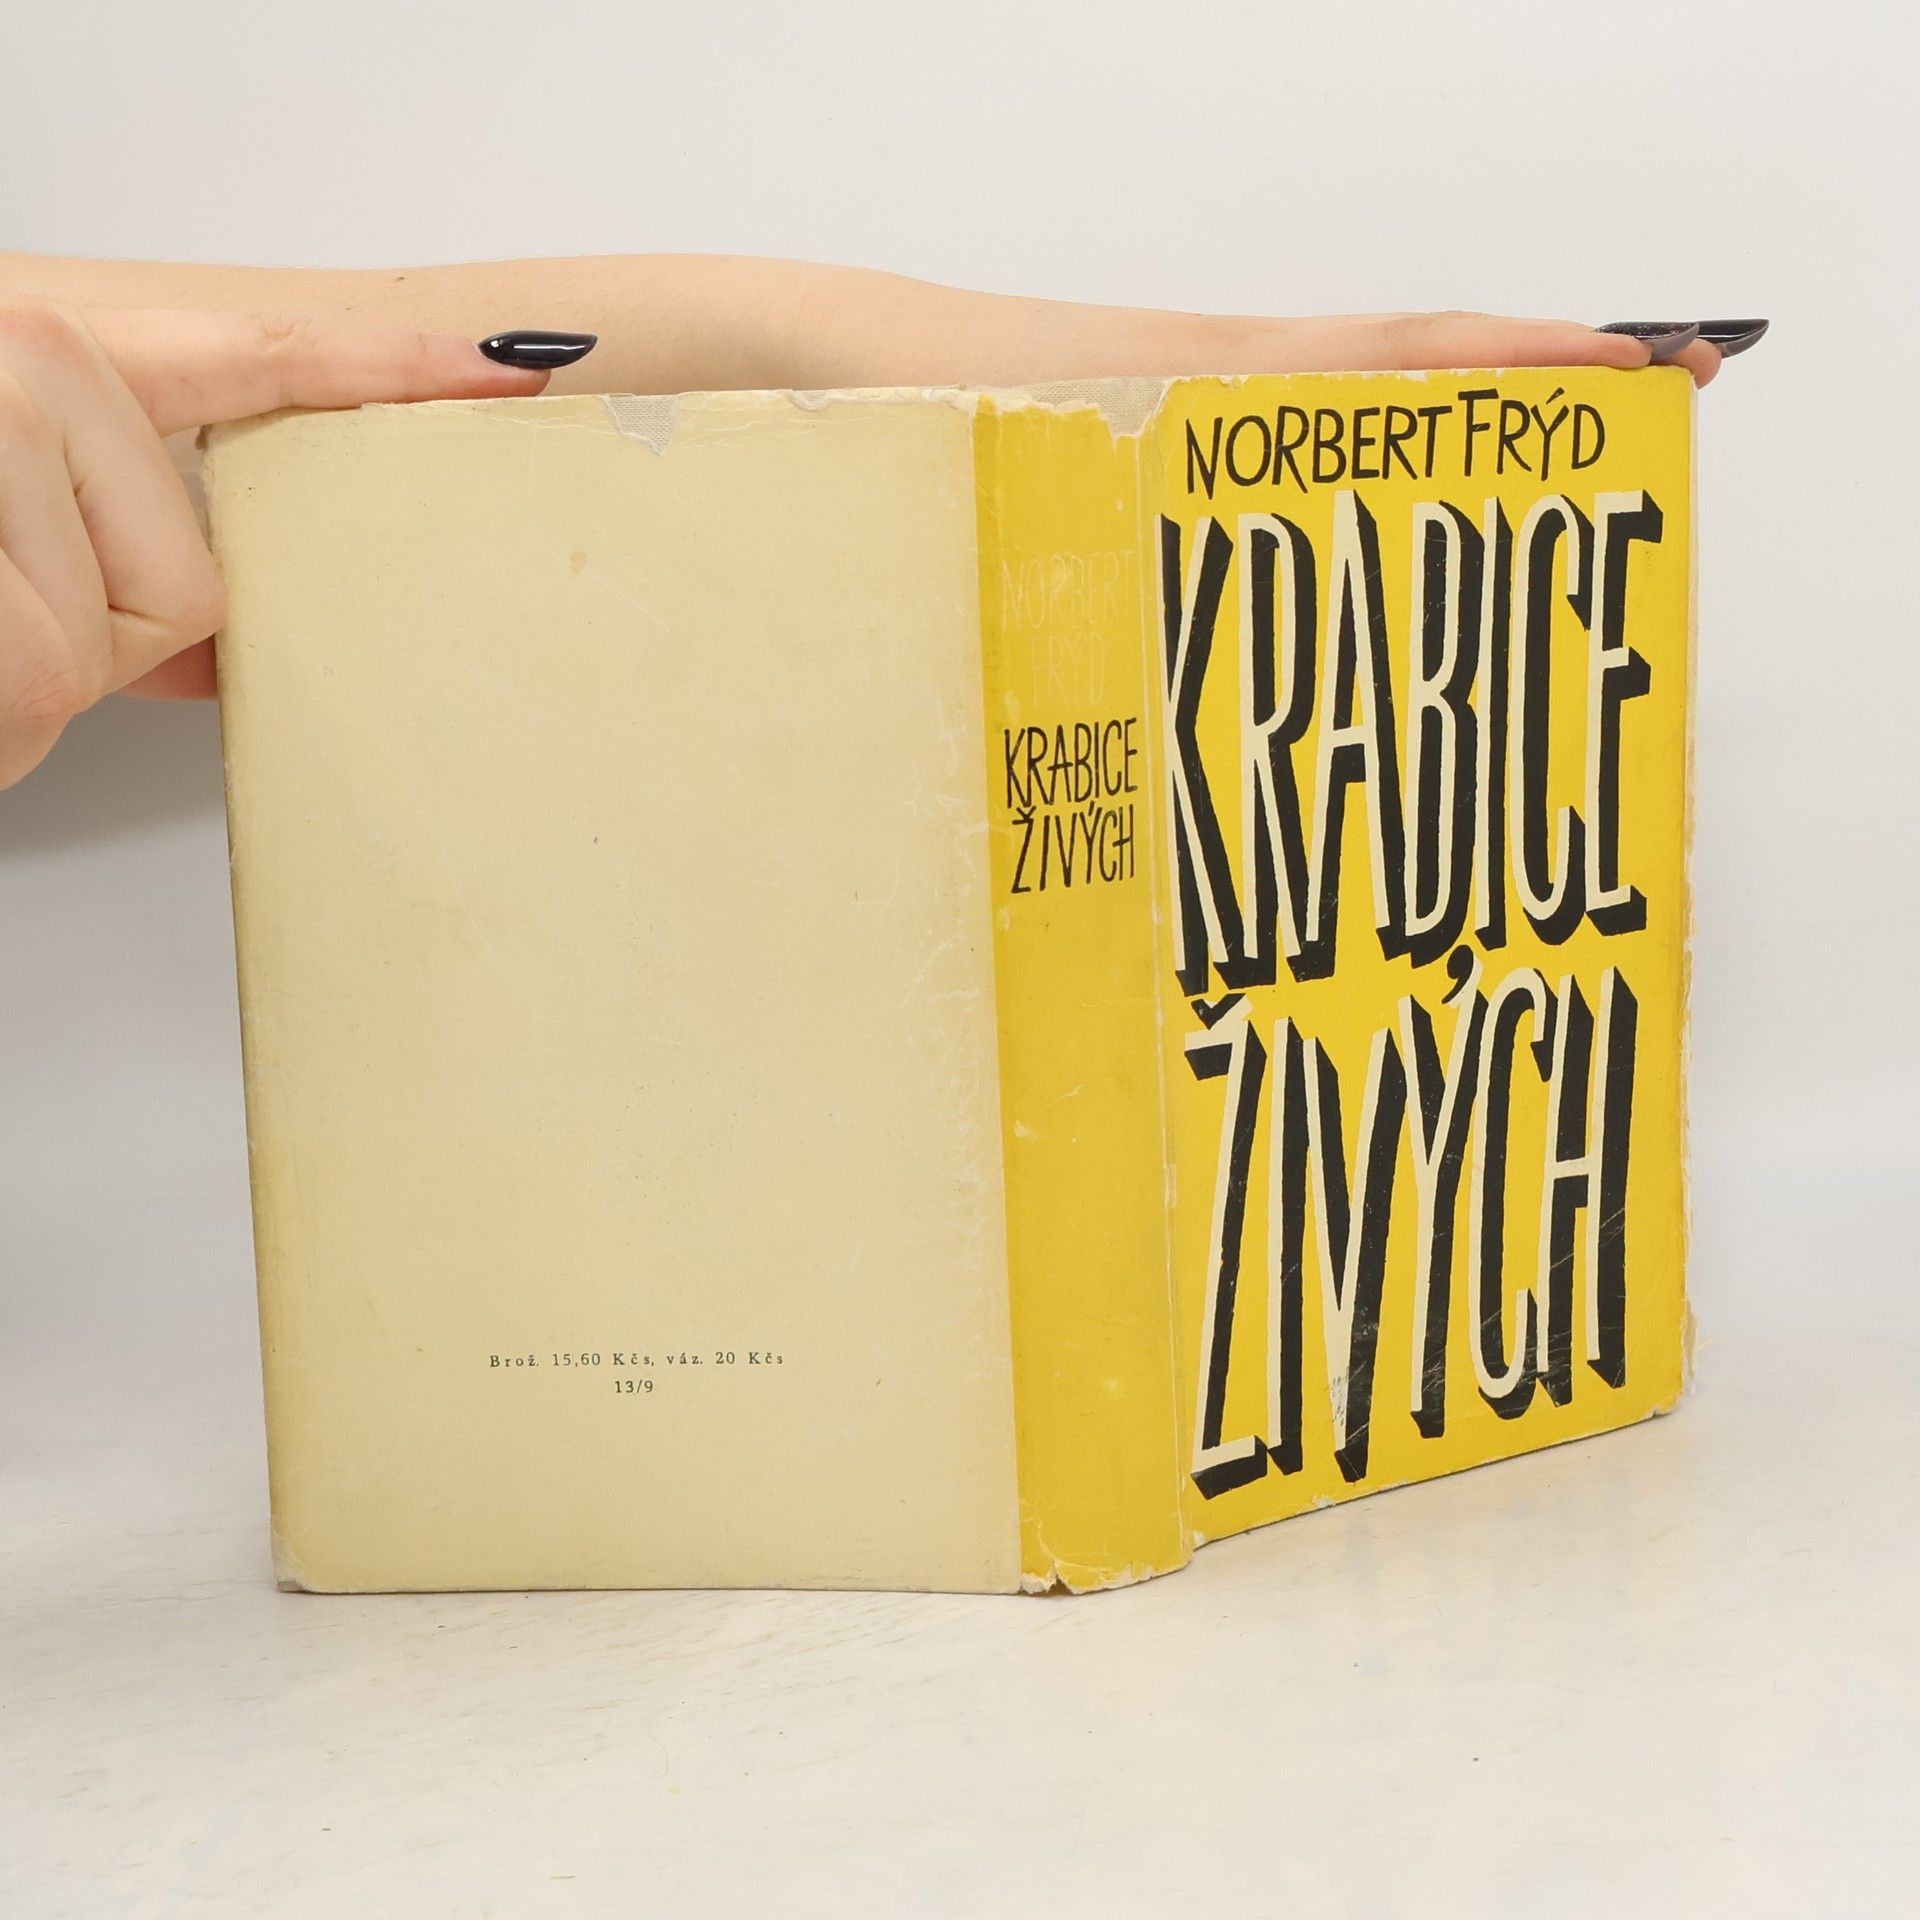 NORBERT FRÝD
KRABICE
ŽIVÝCH
NORBERT
FRÝD
KRABICE
ŽIVÝCH
Brož. 15,60 Kčs, váz. 20 Kčs
13/9